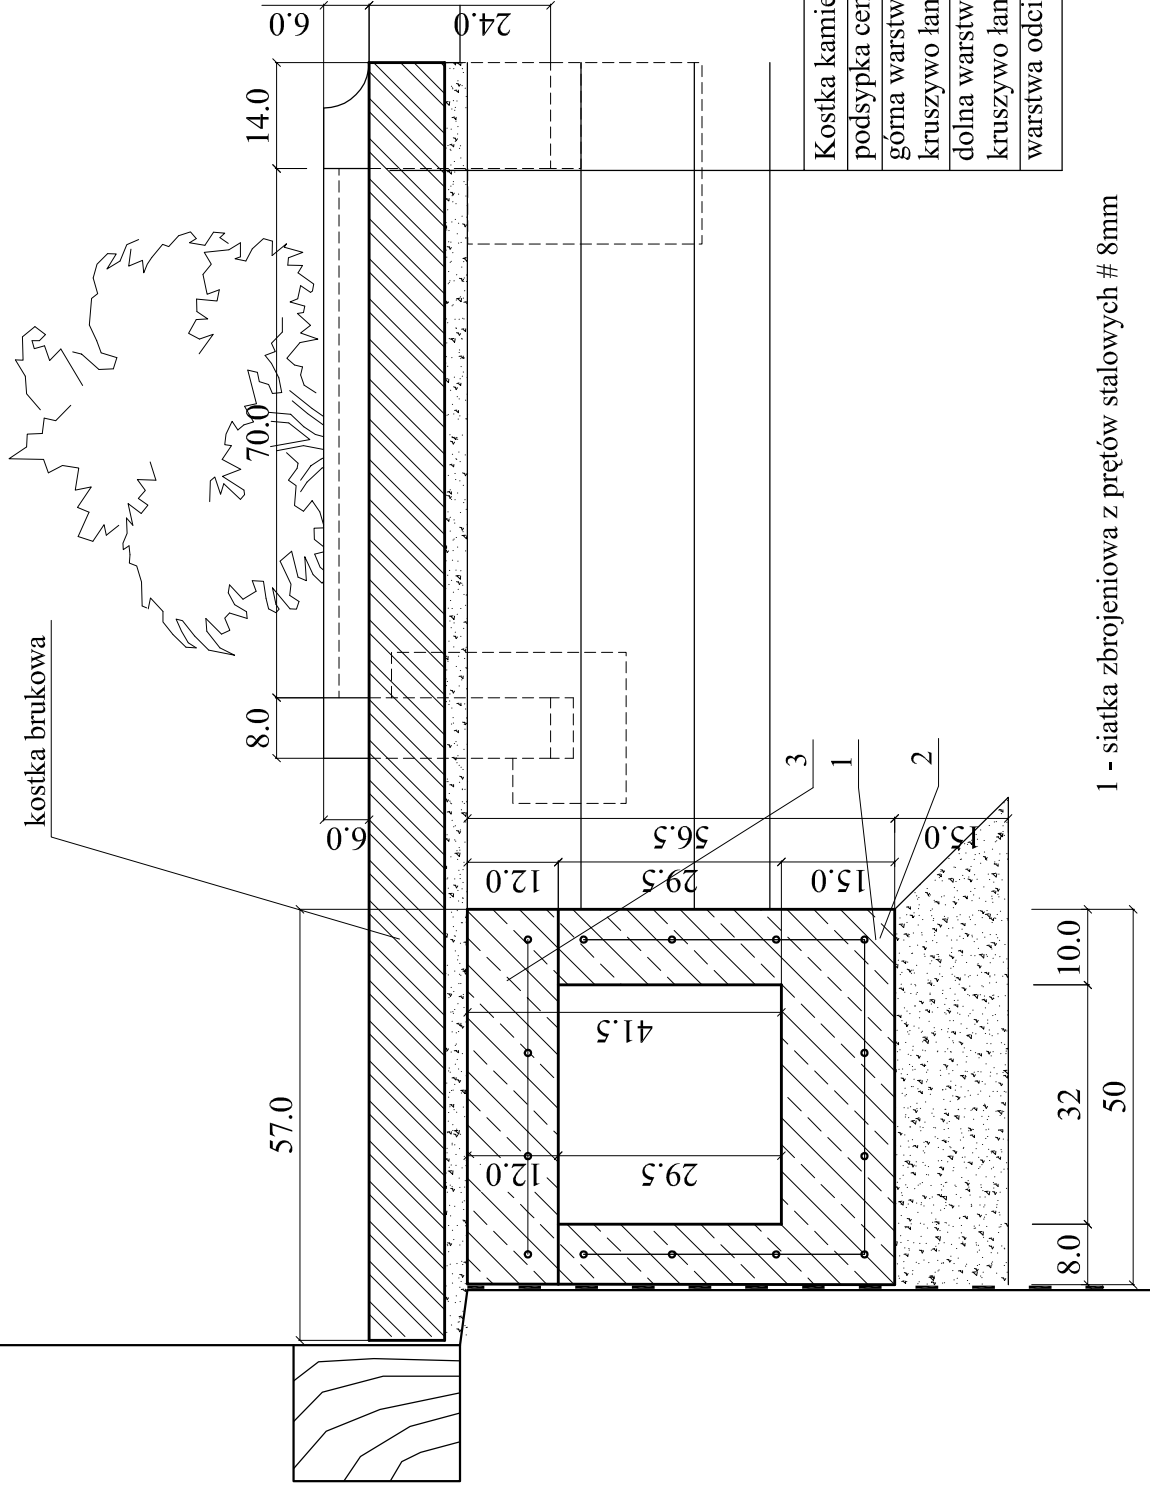 kostka brukowa
57.0
8.0
70.0
14.0
6.0
6.0
24.0
12.0
29.5
41.5
12.0
29.5
15.0
56.5
15.0
3
1
2
8.0
32
10.0
50
Kostka kamie
podsypka cer
górna warstw
kruszywo łan
dolna warstw
kruszywo łan
warstwa odci
1 - siatka zbrojeniowa z prętów stalowych # 8mm